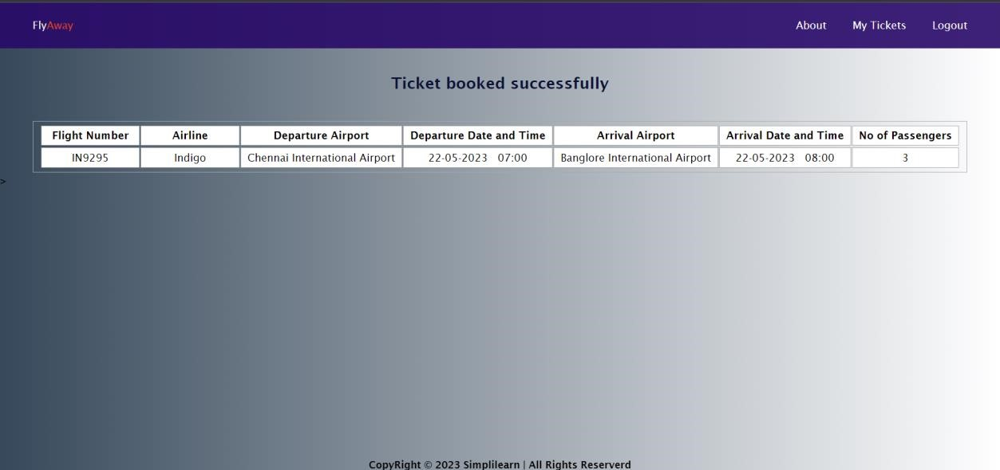 FlyAway About My Tickets Logout
Ticket booked successfully
Flight Number Airline Departure Airport Departure Date and Time Arrival Airport Arrival Date and Time No of Passengers
IN9295 Indigo Chennai International Airport 22-05-2023 07:00 Banglore International Airport 22-05-2023 08:00 3
>
CopyRight © 2023 Simplilearn | All Rights Reserverd